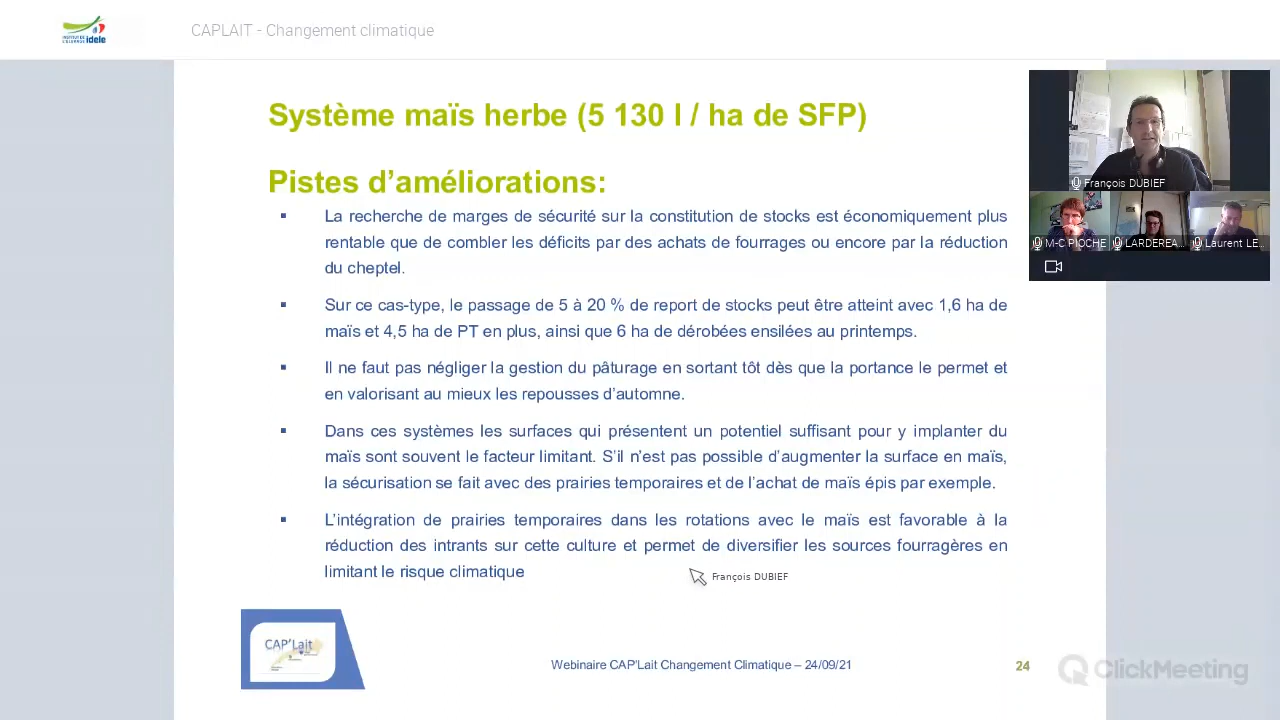 INSTITUT DE
L'ELEVAGE idele
CAPLAIT - Changement climatique
Système maïs herbe (5 130 l / ha de SFP)
Pistes d'améliorations:
▪ La recherche de marges de sécurité sur la constitution de stocks est économiquement plus
rentable que de combler les déficits par des achats de fourrages ou encore par la réduction
du cheptel.
▪ Sur ce cas-type, le passage de 5 à 20 % de report de stocks peut être atteint avec 1,6 ha de
maïs et 4,5 ha de PT en plus, ainsi que 6 ha de dérobées ensilées au printemps.
▪ Il ne faut pas négliger la gestion du pâturage en sortant tôt dès que la portance le permet et
en valorisant au mieux les repousses d'automne.
▪ Dans ces systèmes les surfaces qui présentent un potentiel suffisant pour y implanter du
maïs sont souvent le facteur limitant. S'il n'est pas possible d'augmenter la surface en maïs,
la sécurisation se fait avec des prairies temporaires et de l'achat de maïs épis par exemple.
▪ L'intégration de prairies temporaires dans les rotations avec le maïs est favorable à la
réduction des intrants sur cette culture et permet de diversifier les sources fourragères en
limitant le risque climatique
François DUBIEF
François DUBIEF
M-C PIOCHE
LARDEREA...
Laurent LE...
CAP'Lait
Webinaire CAP'Lait Changement Climatique – 24/09/21
24
ClickMeeting